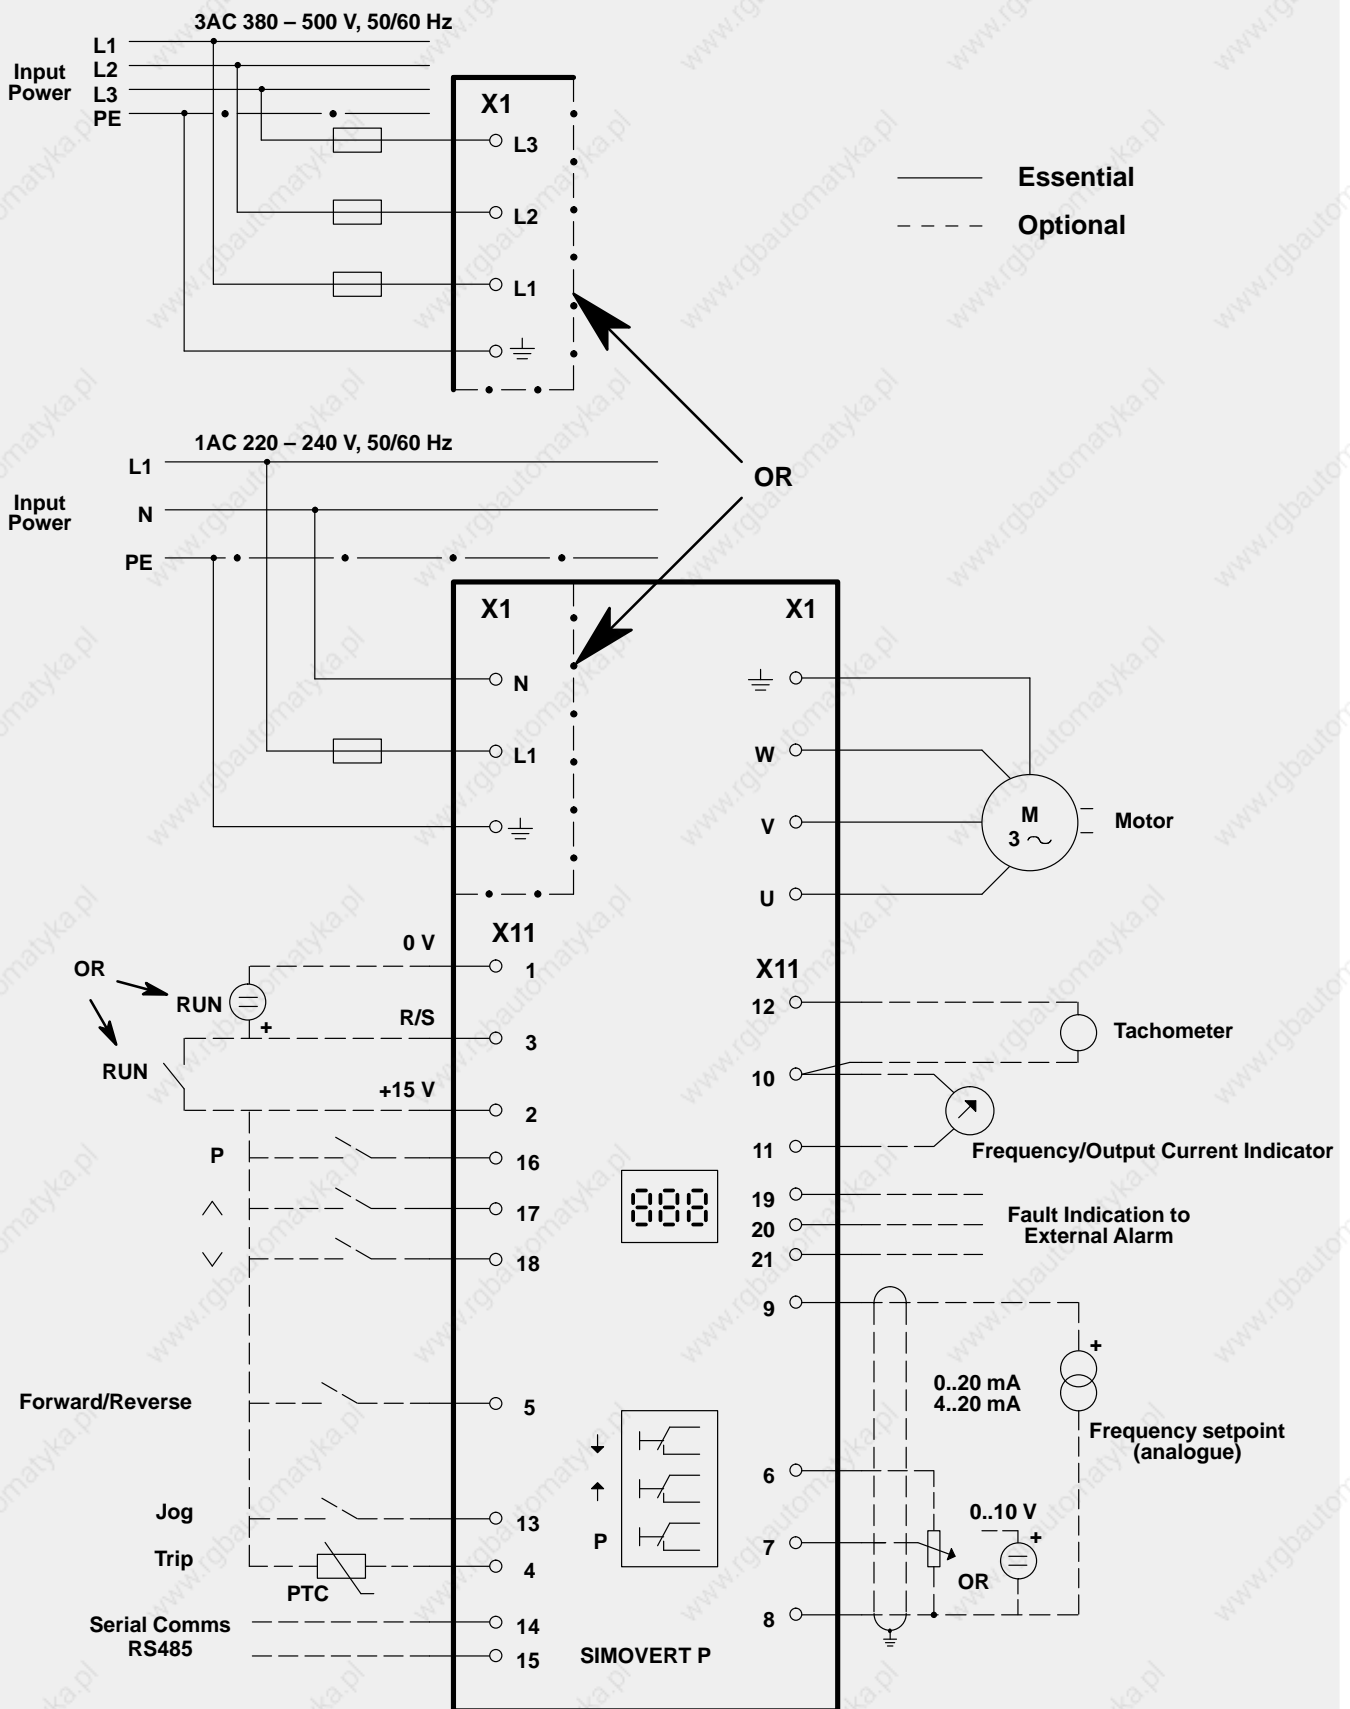 3AC 380 – 500 V, 50/60 Hz
L1
L2
L3
PE
Input
Power
X1
L3
L2
L1
Essential
Optional
OR
1AC 220 – 240 V, 50/60 Hz
L1
N
PE
Input
Power
X1
N
L1
X1
W
V
U
M
3
Motor
X11
0 V
1
OR
RUN
+
R/S
3
RUN
+15 V
2
P
16
17
18
Forward/Reverse
5
Jog
13
Trip
PTC
4
Serial Comms
RS485
14
15
SIMOVERT P
888
P
X11
12
Tachometer
10
11
Frequency/Output Current Indicator
19
20
21
Fault Indication to
External Alarm
9
+
0..20 mA
4..20 mA
Frequency setpoint
(analogue)
6
0..10 V
+
7
OR
8
www.rgbautomatyka.pl